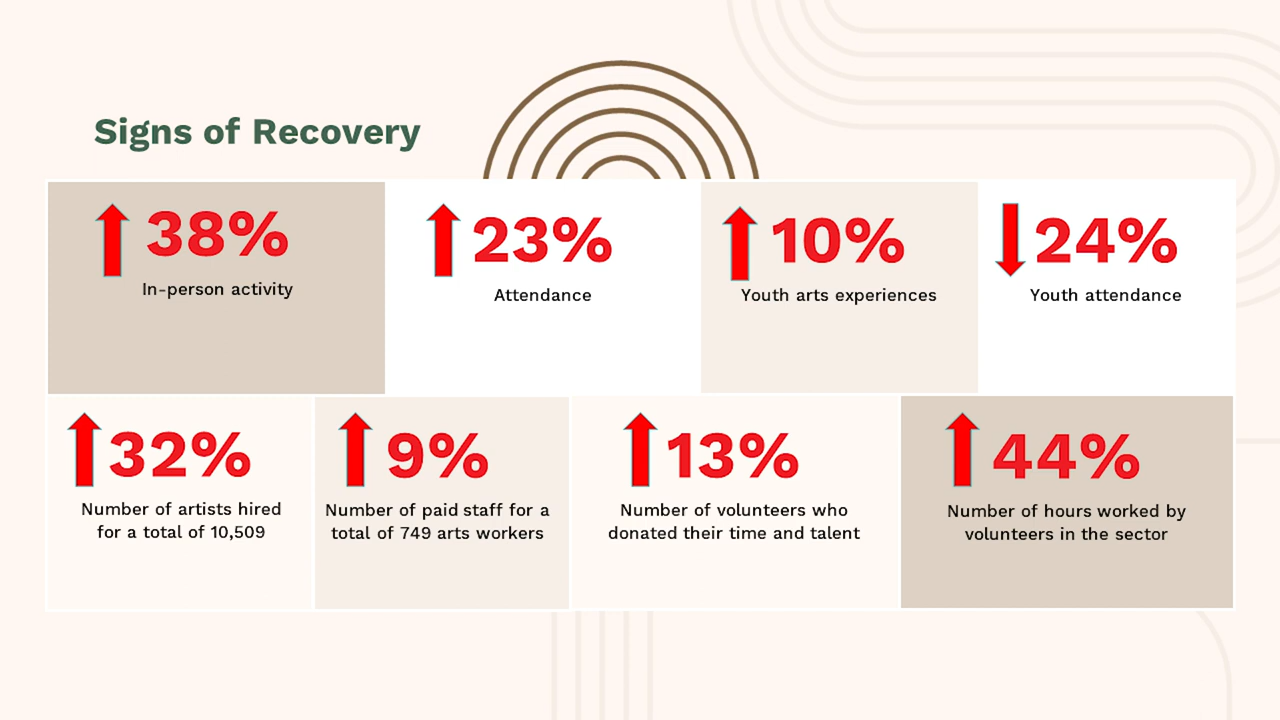 Signs of Recovery
38%
In-person activity
23%
Attendance
10%
Youth arts experiences
24%
Youth attendance
32%
Number of artists hired
for a total of 10,509
9%
Number of paid staff for a
total of 749 arts workers
13%
Number of volunteers who
donated their time and talent
44%
Number of hours worked by
volunteers in the sector